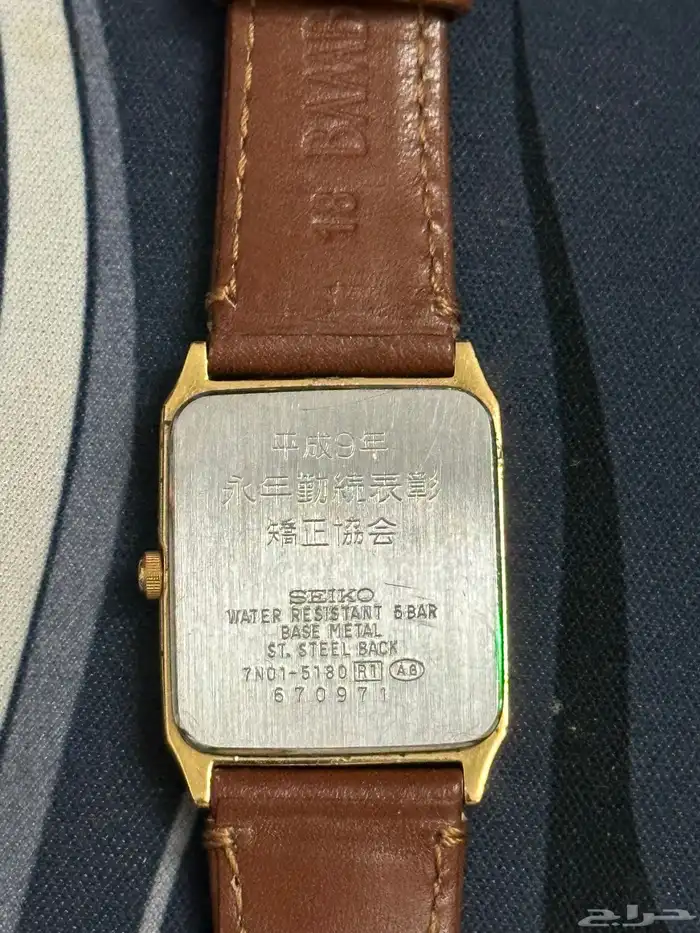 18 BAMB
平成9年
永年勤続表彰
矯正協会
SEIKO
WATER RESISTANT 5BAR
BASE METAL
ST. STEEL BACK
7N01-5180 R1 A8
670971
حراج